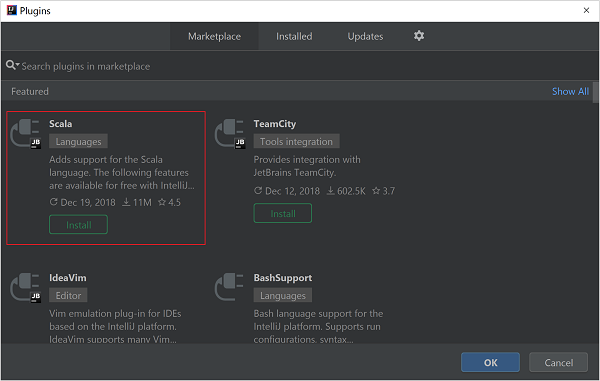 Plugins
Marketplace Installed Updates
Search plugins in marketplace
Featured Show All
Scala
Languages
Adds support for the Scala
language. The following features
are available for free with IntelliJ...
Dec 19, 2018 11M 4.5
Install
TeamCity
Tools integration
Provides integration with
JetBrains TeamCity.
Dec 12, 2018 602.5K 3.7
Install
IdeaVim
Editor
Vim emulation plug-in for IDEs
based on the IntelliJ platform.
IdeaVim supports many Vim...
BashSupport
Languages
Bash language support for the
IntelliJ platform. Supports run
configurations, syntax...
JB
JB
JB
OK Cancel